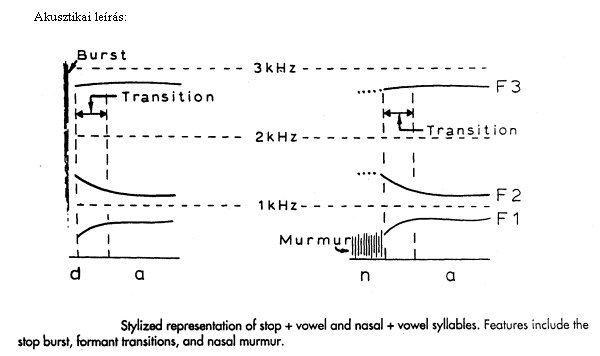 Akusztikai leírás:
Burst
3kHz
F3
Transition
Transition
2kHz
F2
1kHz
F1
Murmur
d a n a
Stylized representation of stop + vowel and nasal + vowel syllables. Features include the
stop burst, formant transitions, and nasal murmur.